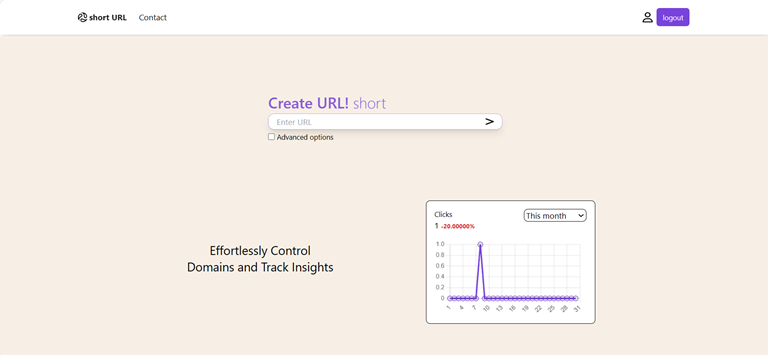 short URL
Contact
logout
Create URL! short
Enter URL
Advanced options
Effortlessly Control
Domains and Track Insights
Clicks
This month
1 -20.00000%
1.0
0.8
0.6
0.4
0.2
0
1 4 7 10 13 16 19 22 25 28 31